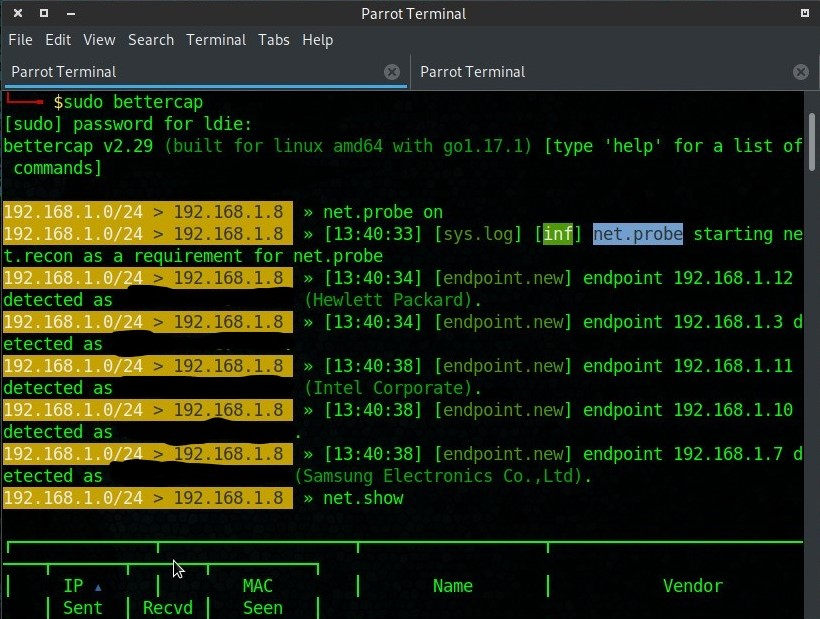 Parrot Terminal
File Edit View Search Terminal Tabs Help
Parrot Terminal Parrot Terminal
$sudo bettercap
[sudo] password for ldie:
bettercap v2.29 (built for linux amd64 with go1.17.1) [type 'help' for a list of
commands]
192.168.1.0/24 > 192.168.1.8 » net.probe on
192.168.1.0/24 > 192.168.1.8 » [13:40:33] [sys.log] [inf] net.probe starting ne
t.recon as a requirement for net.probe
192.168.1.0/24 > 192.168.1.8 » [13:40:34] [endpoint.new] endpoint 192.168.1.12
detected as (Hewlett Packard).
192.168.1.0/24 > 192.168.1.8 » [13:40:34] [endpoint.new] endpoint 192.168.1.3 d
etected as
192.168.1.0/24 > 192.168.1.8 » [13:40:38] [endpoint.new] endpoint 192.168.1.11
detected as (Intel Corporate).
192.168.1.0/24 > 192.168.1.8 » [13:40:38] [endpoint.new] endpoint 192.168.1.10
detected as .
192.168.1.0/24 > 192.168.1.8 » [13:40:38] [endpoint.new] endpoint 192.168.1.7 d
etected as (Samsung Electronics Co.,Ltd).
192.168.1.0/24 > 192.168.1.8 » net.show
IP ▲ MAC Name Vendor
Sent Recvd Seen